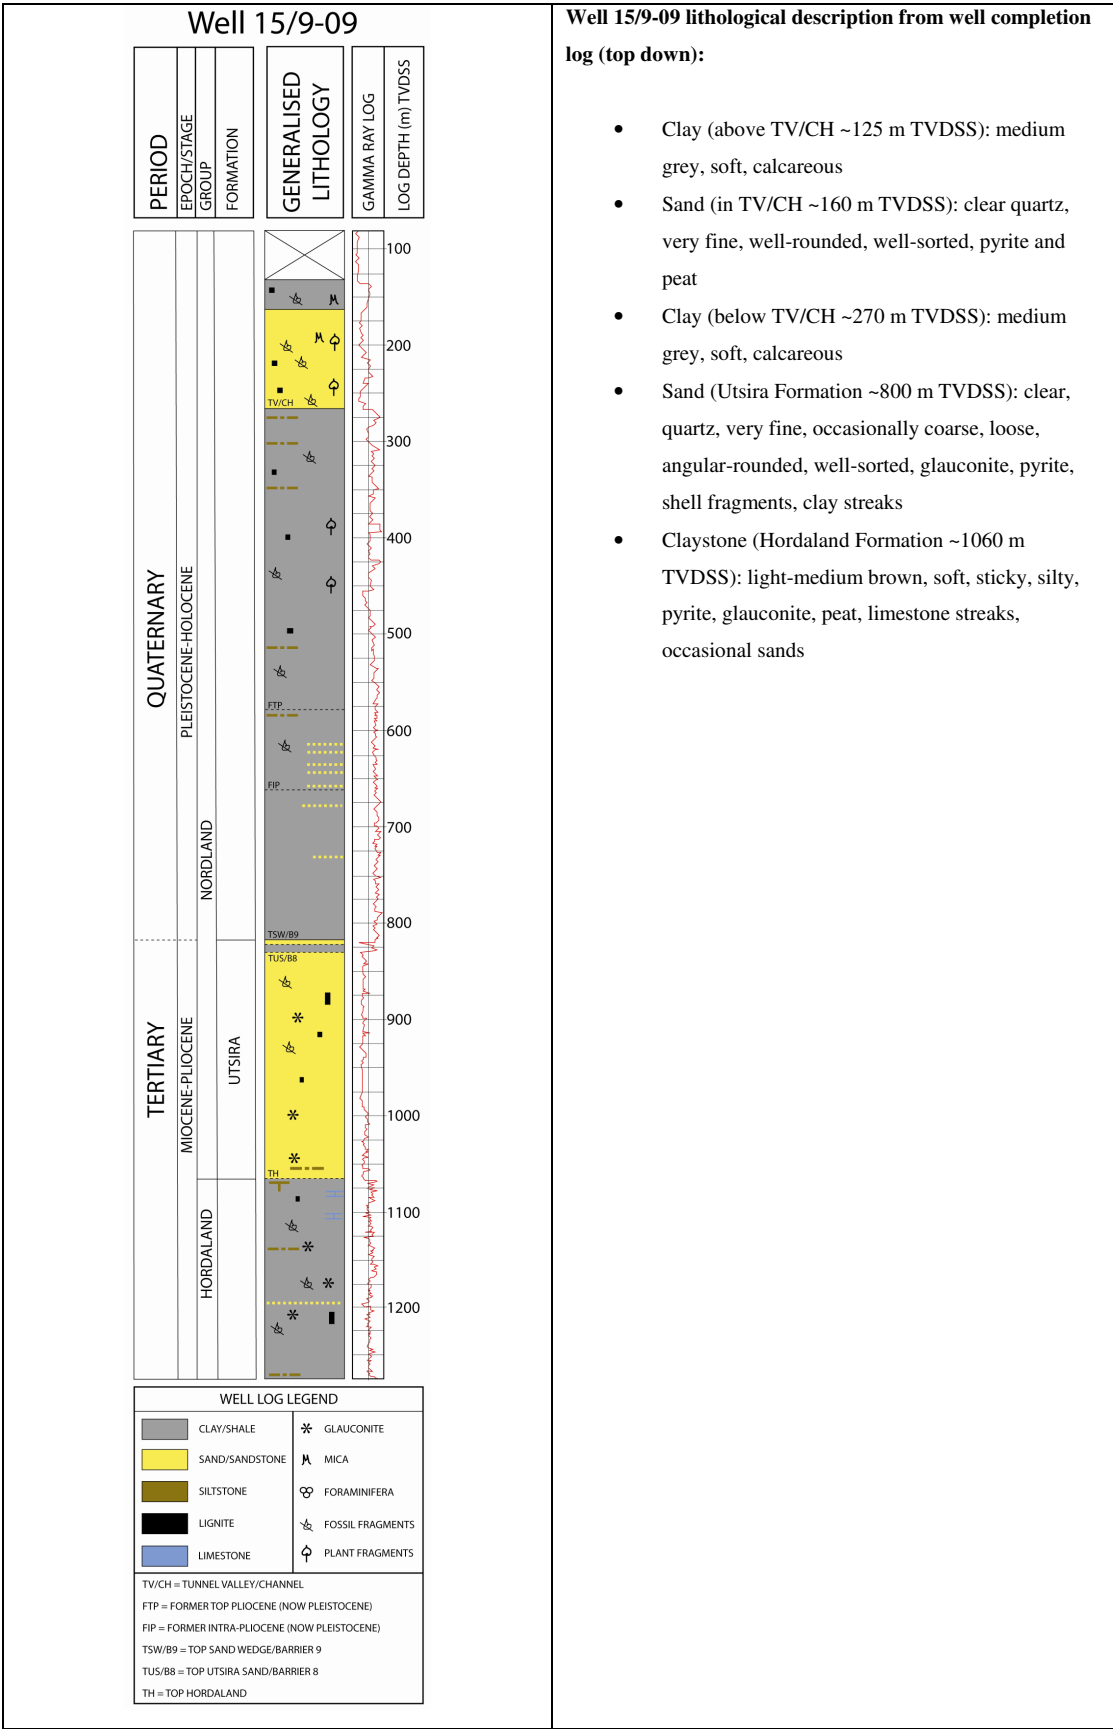 Well 15/9-09
PERIOD
EPOCH/STAGE
GROUP
FORMATION
GENERALISED
LITHOLOGY
GAMMA RAY LOG
LOG DEPTH (m) TVDSS
QUATERNARY
PLEISTOCENE-HOLOCENE
NORDLAND
TERTIARY
MIOCENE-PLIOCENE
UTSIRA
HORDALAND
TV/CH
FTP
FIP
TSW/B9
TUS/B8
TH
100
200
300
400
500
600
700
800
900
1000
1100
1200
WELL LOG LEGEND
CLAY/SHALE
SAND/SANDSTONE
SILTSTONE
LIGNITE
LIMESTONE
GLAUCONITE
MICA
FORAMINIFERA
FOSSIL FRAGMENTS
PLANT FRAGMENTS
TV/CH = TUNNEL VALLEY/CHANNEL
FTP = FORMER TOP PLIOCENE (NOW PLEISTOCENE)
FIP = FORMER INTRA-PLIOCENE (NOW PLEISTOCENE)
TSW/B9 = TOP SAND WEDGE/BARRIER 9
TUS/B8 = TOP UTSIRA SAND/BARRIER 8
TH = TOP HORDALAND
Well 15/9-09 lithological description from well completion
log (top down):
• Clay (above TV/CH ~125 m TVDSS): medium
grey, soft, calcareous
• Sand (in TV/CH ~160 m TVDSS): clear quartz,
very fine, well-rounded, well-sorted, pyrite and
peat
• Clay (below TV/CH ~270 m TVDSS): medium
grey, soft, calcareous
• Sand (Utsira Formation ~800 m TVDSS): clear,
quartz, very fine, occasionally coarse, loose,
angular-rounded, well-sorted, glauconite, pyrite,
shell fragments, clay streaks
• Claystone (Hordaland Formation ~1060 m
TVDSS): light-medium brown, soft, sticky, silty,
pyrite, glauconite, peat, limestone streaks,
occasional sands